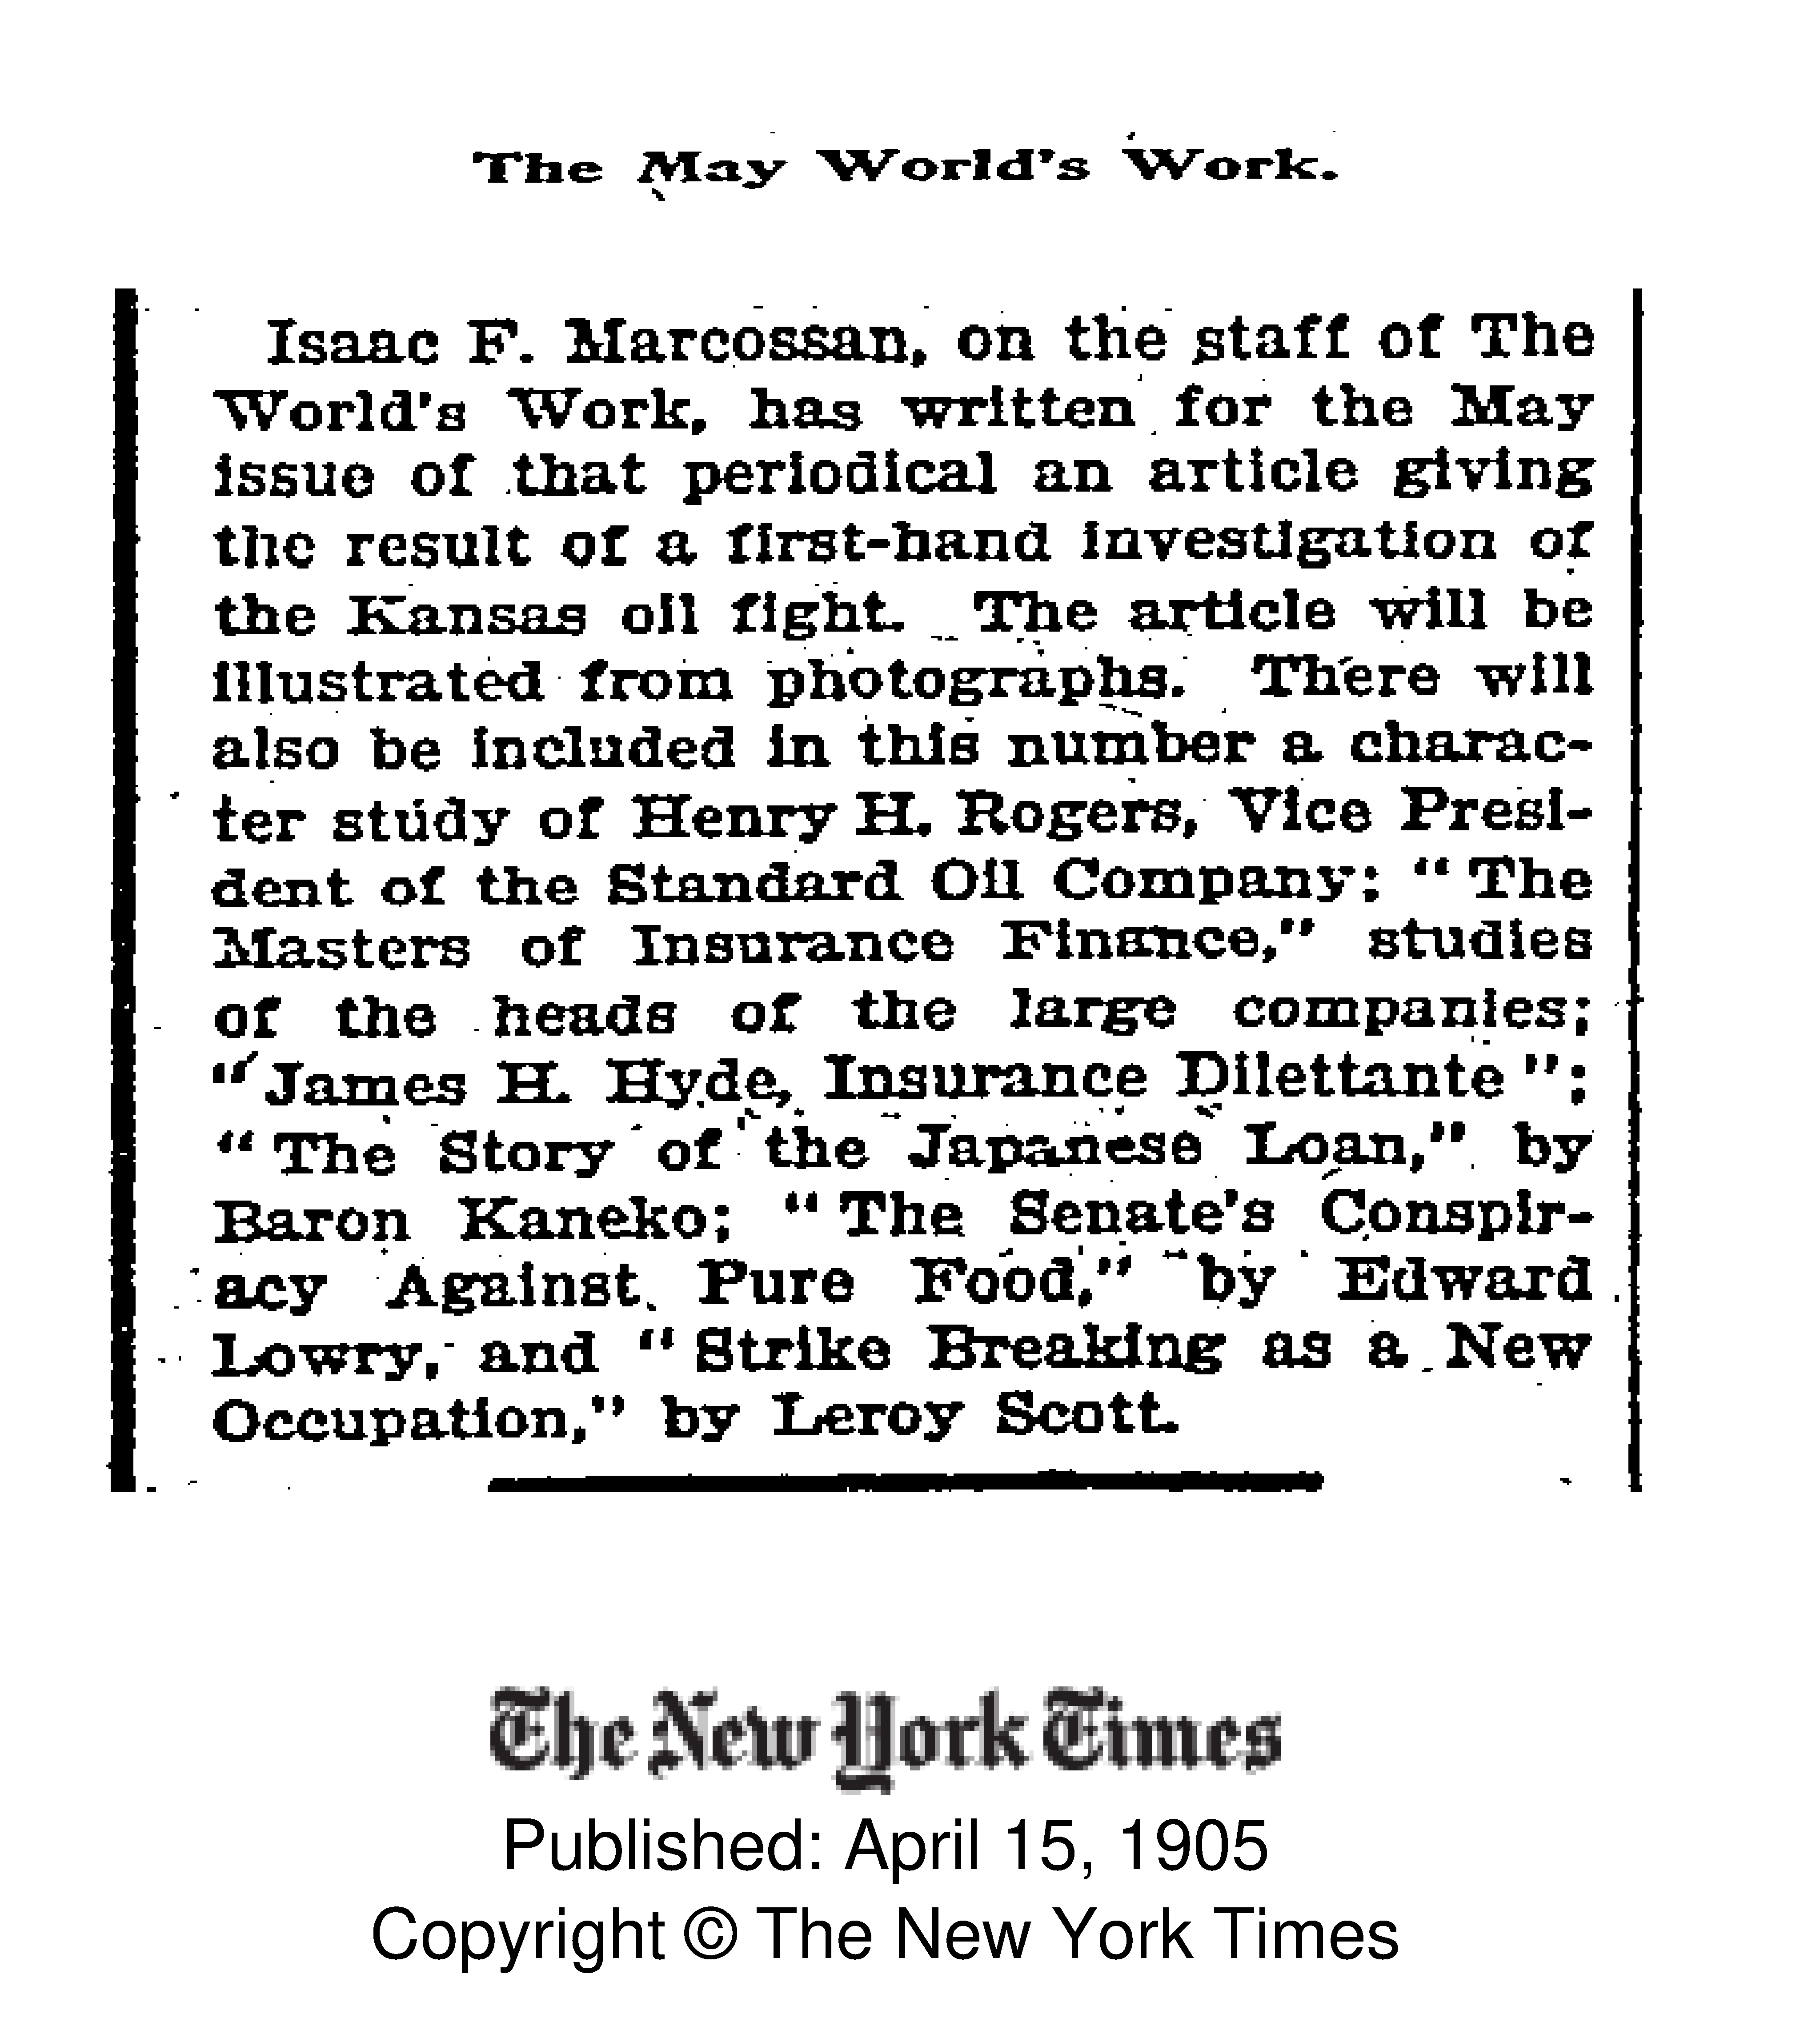 The May World's Work.
Isaac F. Marcossan, on the staff of The
World's Work, has written for the May
issue of that periodical an article giving
the result of a first-hand investigation of
the Kansas oil fight. The article will be
illustrated from photographs. There will
also be included in this number a charac-
ter study of Henry H. Rogers, Vice Presi-
dent of the Standard Oil Company; "The
Masters of Insurance Finance," studies
of the heads of the large companies;
"James H. Hyde, Insurance Dilettante";
"The Story of the Japanese Loan," by
Baron Kaneko; "The Senate's Conspir-
acy Against Pure Food," by Edward
Lowry, and "Strike Breaking as a New
Occupation," by Leroy Scott.
The New York Times
Published: April 15, 1905
Copyright © The New York Times